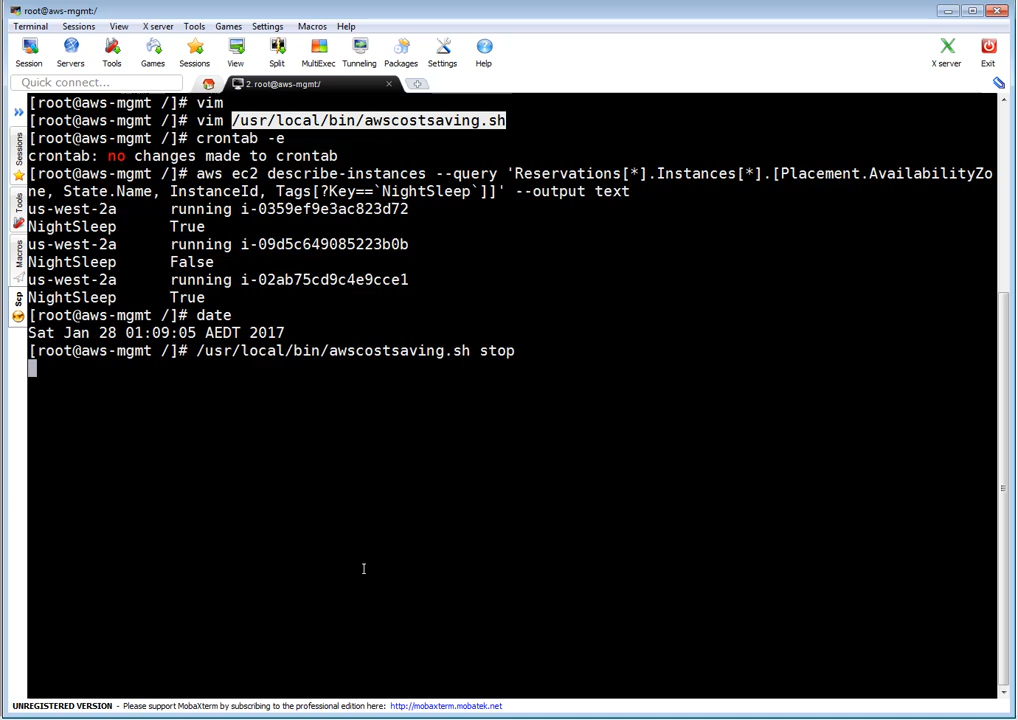 root@aws-mgmt:/
Terminal Sessions View X server Tools Games Settings Macros Help
Session Servers Tools Games Sessions View Split MultiExec Tunneling Packages Settings Help X server Exit
Quick connect... 2. root@aws-mgmt:/
[root@aws-mgmt /]# vim
[root@aws-mgmt /]# vim /usr/local/bin/awscostsaving.sh
[root@aws-mgmt /]# crontab -e
crontab: no changes made to crontab
[root@aws-mgmt /]# aws ec2 describe-instances --query 'Reservations[*].Instances[*].[Placement.AvailabilityZo
ne, State.Name, InstanceId, Tags[?Key==`NightSleep`]]' --output text
us-west-2a running i-0359ef9e3ac823d72
NightSleep True
us-west-2a running i-09d5c649085223b0b
NightSleep False
us-west-2a running i-02ab75cd9c4e9cce1
NightSleep True
[root@aws-mgmt /]# date
Sat Jan 28 01:09:05 AEDT 2017
[root@aws-mgmt /]# /usr/local/bin/awscostsaving.sh stop
Sessions
Tools
Macros
Scp
UNREGISTERED VERSION - Please support MobaXterm by subscribing to the professional edition here: http://mobaxterm.mobatek.net